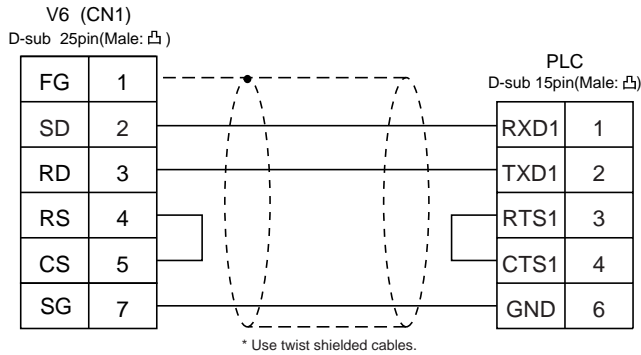 V6 (CN1)
D-sub 25pin(Male: 凸)
PLC
D-sub 15pin(Male: 凸)
FG 1
SD 2 RXD1 1
RD 3 TXD1 2
RS 4 RTS1 3
CS 5 CTS1 4
SG 7 GND 6
* Use twist shielded cables.